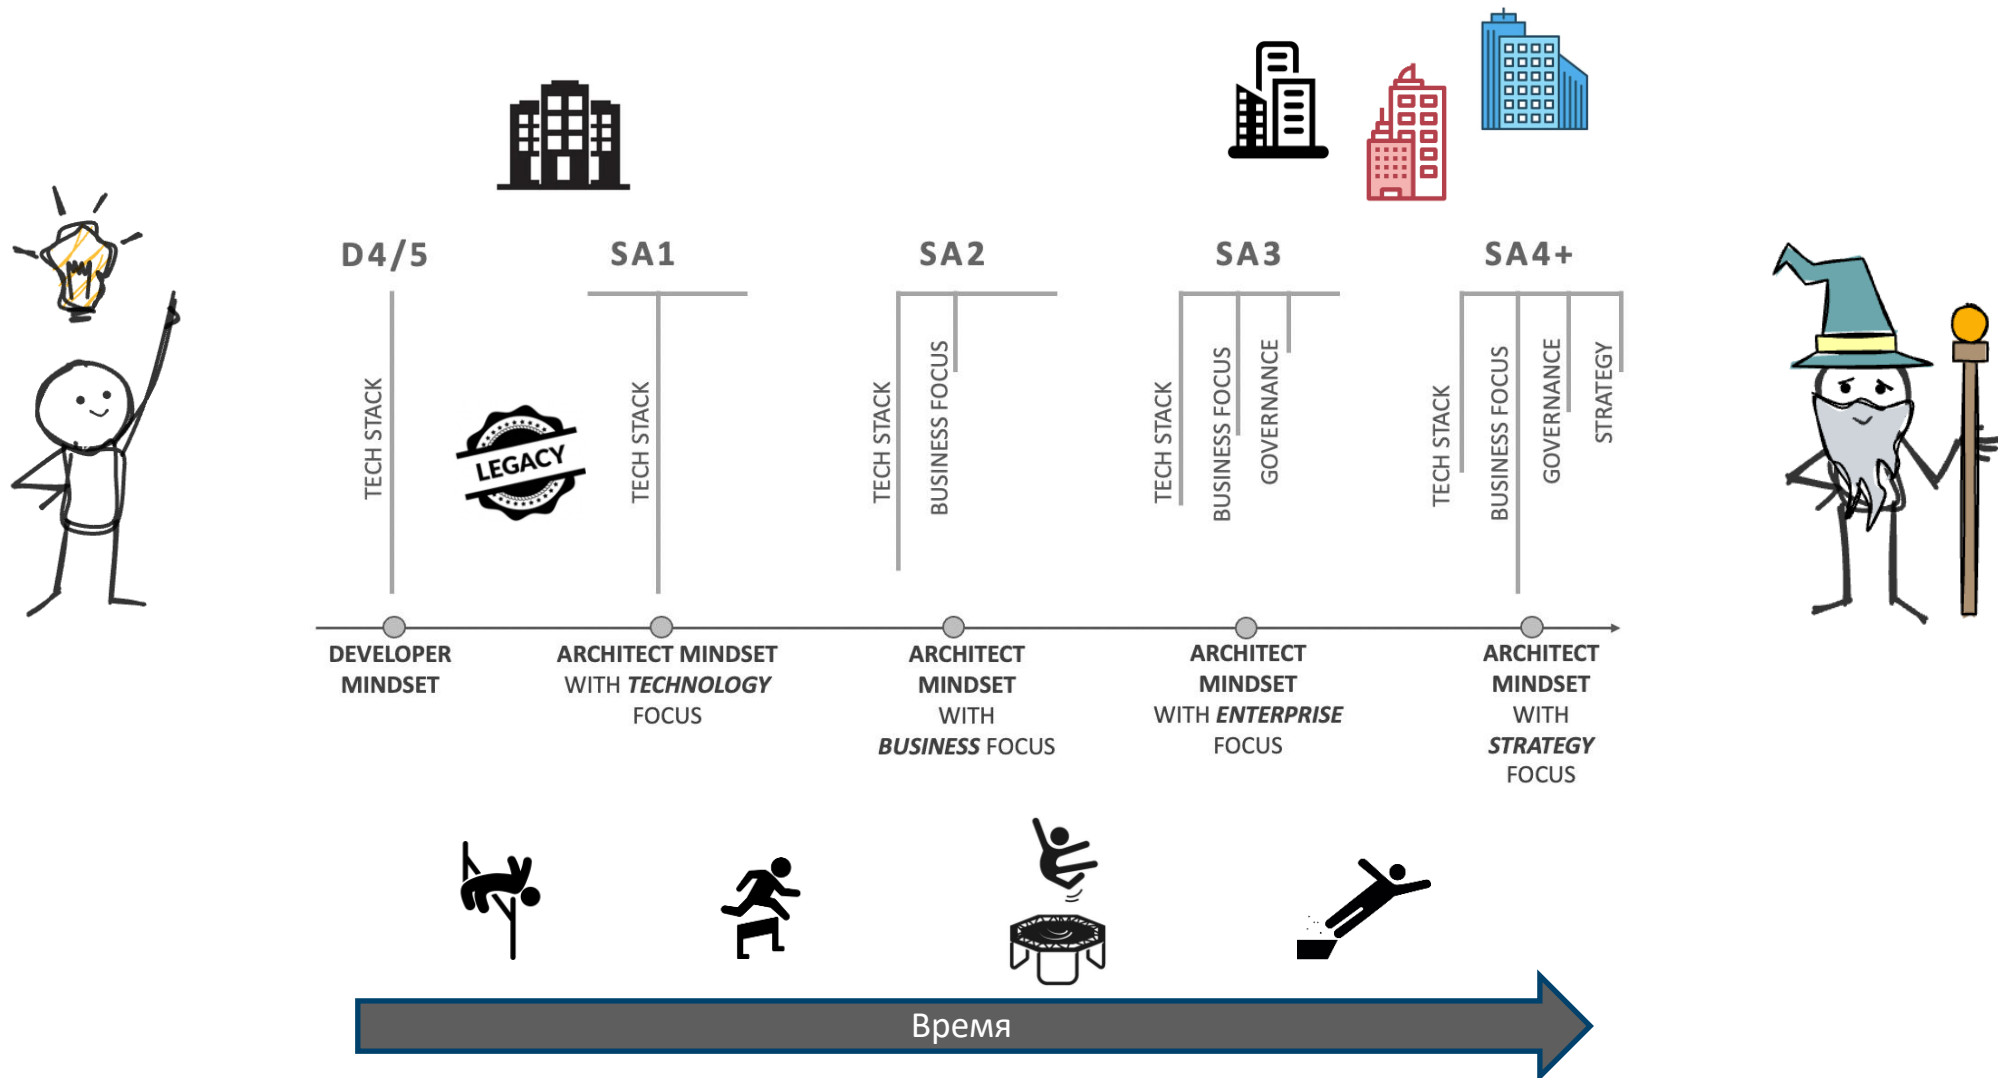 D4/5
SA1
SA2
SA3
SA4+
TECH STACK
LEGACY
TECH STACK
TECH STACK
BUSINESS FOCUS
TECH STACK
BUSINESS FOCUS
GOVERNANCE
TECH STACK
BUSINESS FOCUS
GOVERNANCE
STRATEGY
DEVELOPER
MINDSET
ARCHITECT MINDSET
WITH TECHNOLOGY
FOCUS
ARCHITECT
MINDSET
WITH
BUSINESS FOCUS
ARCHITECT
MINDSET
WITH ENTERPRISE
FOCUS
ARCHITECT
MINDSET
WITH
STRATEGY
FOCUS
Время